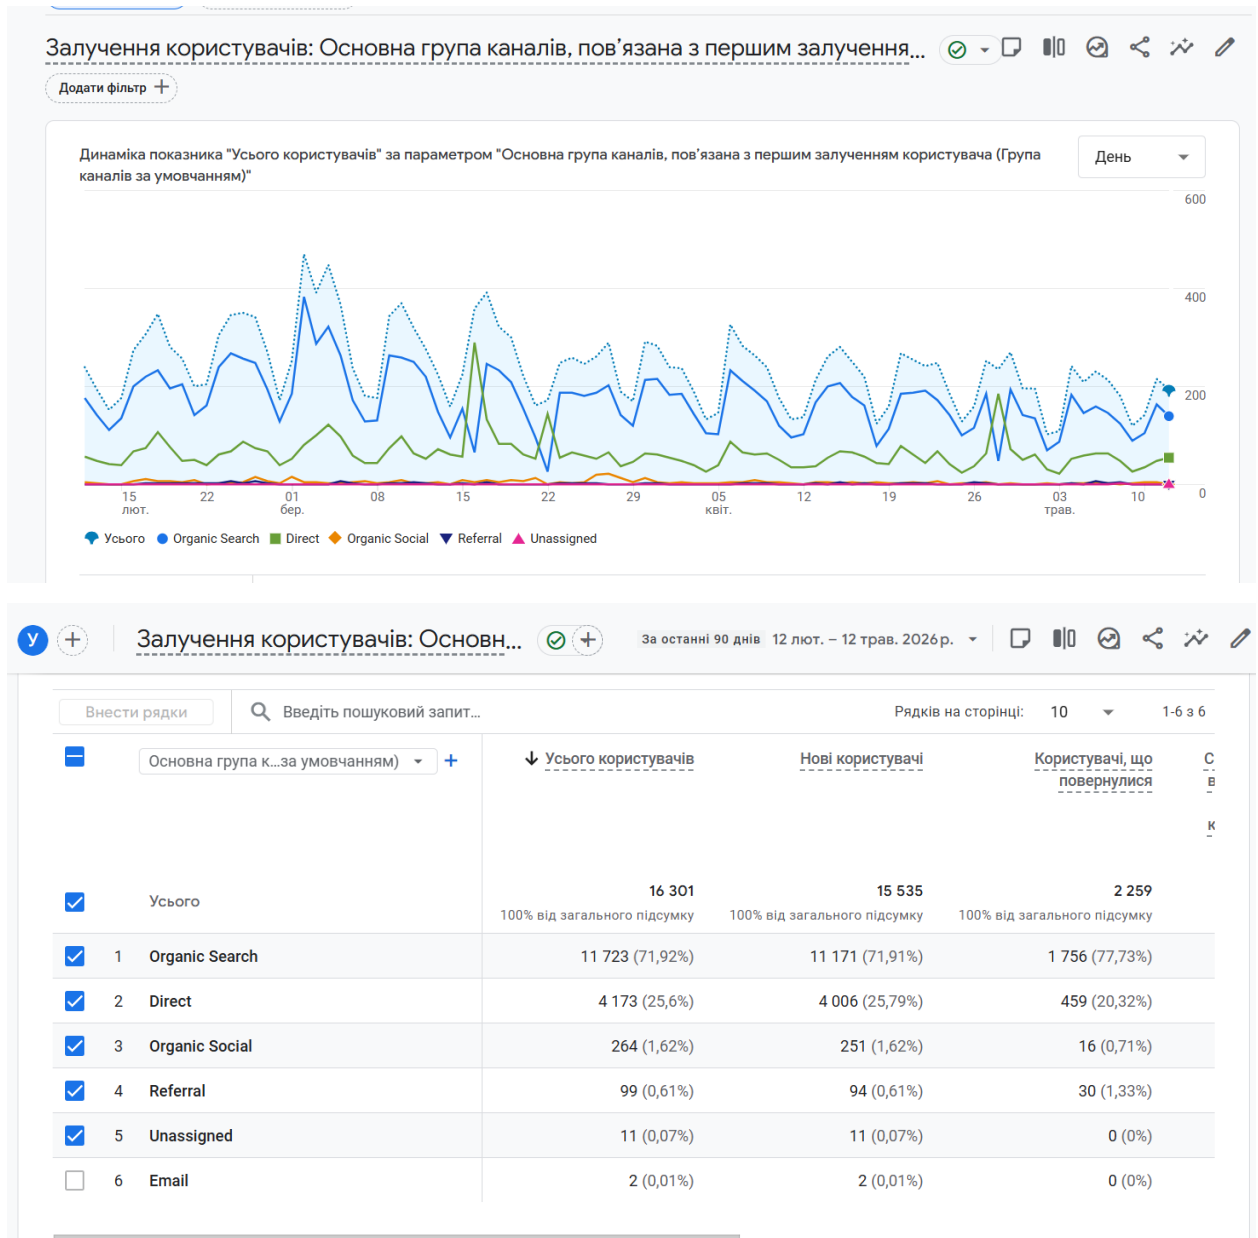 Залучення користувачів: Основна група каналів, пов’язана з першим залучення...
Додати фільтр
Динаміка показника "Усього користувачів" за параметром "Основна група каналів, пов’язана з першим залученням користувача (Група
каналів за умовчанням)"
День
600
400
200
0
15 22 01 08 15 22 29 05 12 19 26 03 10
лют. бер. квіт. трав.
Усього Organic Search Direct Organic Social Referral Unassigned
У Залучення користувачів: Основн... За останні 90 днів 12 лют. – 12 трав. 2026 р.
Внести рядки Введіть пошуковий запит... Рядків на сторінці: 10 1-6 з 6
Основна група к...за умовчанням) Усього користувачів Нові користувачі Користувачі, що С
повернулися в
к
Усього 16 301 15 535 2 259
100% від загального підсумку 100% від загального підсумку 100% від загального підсумку
1 Organic Search 11 723 (71,92%) 11 171 (71,91%) 1 756 (77,73%)
2 Direct 4 173 (25,6%) 4 006 (25,79%) 459 (20,32%)
3 Organic Social 264 (1,62%) 251 (1,62%) 16 (0,71%)
4 Referral 99 (0,61%) 94 (0,61%) 30 (1,33%)
5 Unassigned 11 (0,07%) 11 (0,07%) 0 (0%)
6 Email 2 (0,01%) 2 (0,01%) 0 (0%)